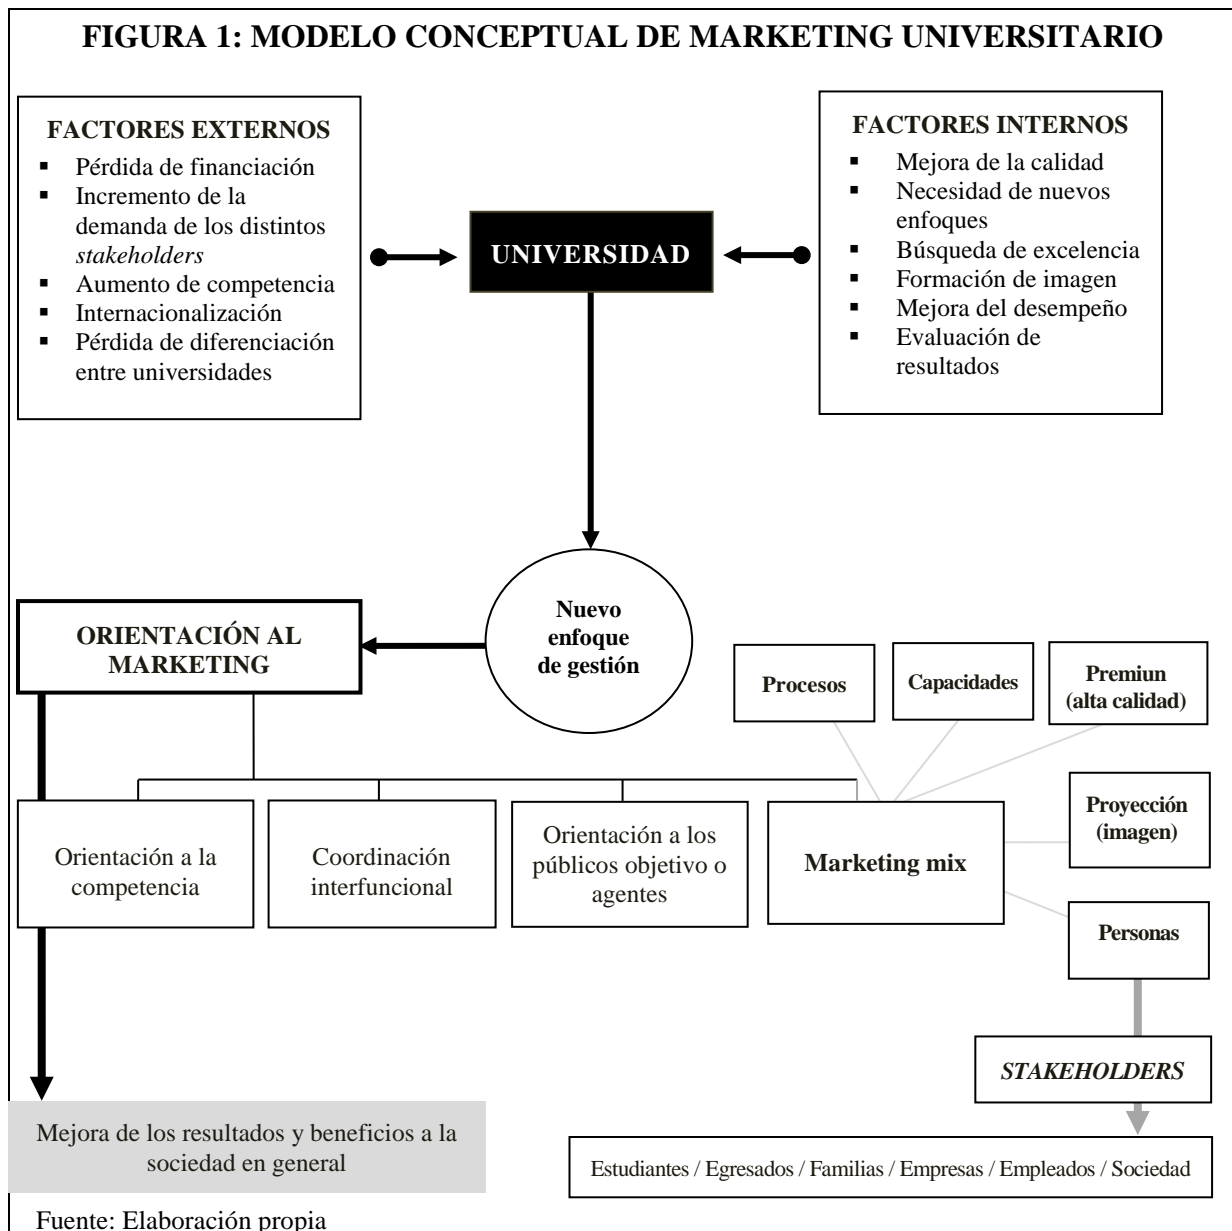 FIGURA 1: MODELO CONCEPTUAL DE MARKETING UNIVERSITARIO
FACTORES EXTERNOS
▪ Pérdida de financiación
▪ Incremento de la
demanda de los distintos
stakeholders
▪ Aumento de competencia
▪ Internacionalización
▪ Pérdida de diferenciación
entre universidades
UNIVERSIDAD
FACTORES INTERNOS
▪ Mejora de la calidad
▪ Necesidad de nuevos
enfoques
▪ Búsqueda de excelencia
▪ Formación de imagen
▪ Mejora del desempeño
▪ Evaluación de
resultados
Nuevo
enfoque
de gestión
ORIENTACIÓN AL
MARKETING
Procesos
Capacidades
Premiun
(alta calidad)
Proyección
(imagen)
Personas
Orientación a la
competencia
Coordinación
interfuncional
Orientación a los
públicos objetivo o
agentes
Marketing mix
STAKEHOLDERS
Estudiantes / Egresados / Familias / Empresas / Empleados / Sociedad
Mejora de los resultados y beneficios a la
sociedad en general
Fuente: Elaboración propia